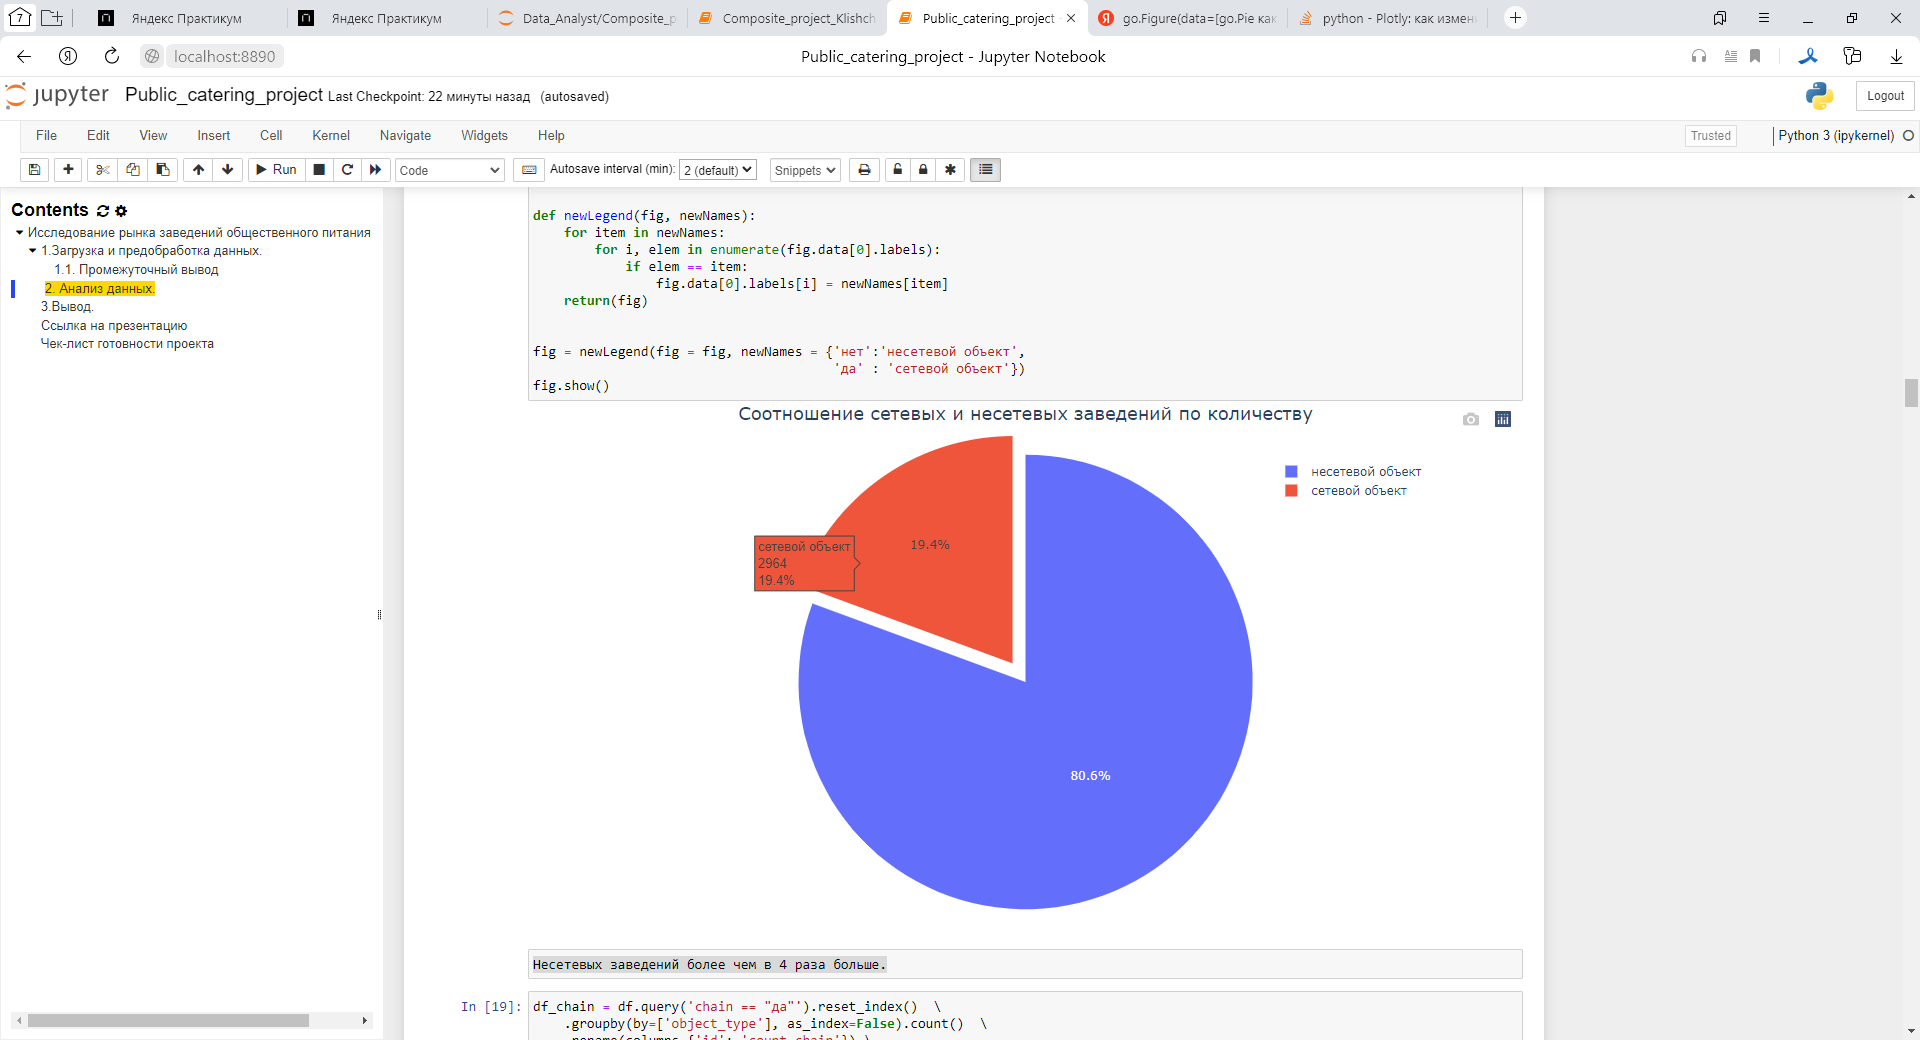 7
Яндекс Практикум
Яндекс Практикум
Data_Analyst/Composite_p
Composite_project_Klishch
Public_catering_project
go.Figure(data=[go.Pie как
python - Plotly: как измени
localhost:8890
Public_catering_project - Jupyter Notebook
jupyter
Public_catering_project Last Checkpoint: 22 минуты назад (autosaved)
Logout
File Edit View Insert Cell Kernel Navigate Widgets Help
Trusted
Python 3 (ipykernel)
Run
Code
Autosave interval (min):
2 (default)
Snippets
Contents
Исследование рынка заведений общественного питания
1.Загрузка и предобработка данных.
1.1. Промежуточный вывод
2. Анализ данных.
3.Вывод.
Ссылка на презентацию
Чек-лист готовности проекта
def newLegend(fig, newNames):
for item in newNames:
for i, elem in enumerate(fig.data[0].labels):
if elem == item:
fig.data[0].labels[i] = newNames[item]
return(fig)
fig = newLegend(fig = fig, newNames = {'нет':'несетевой объект',
'да' : 'сетевой объект'})
fig.show()
Соотношение сетевых и несетевых заведений по количеству
несетевой объект
сетевой объект
19.4%
сетевой объект
2964
19.4%
80.6%
Несетевых заведений более чем в 4 раза больше.
In [19]:
df_chain = df.query('chain == "да"').reset_index() \
.groupby(by=['object_type'], as_index=False).count() \